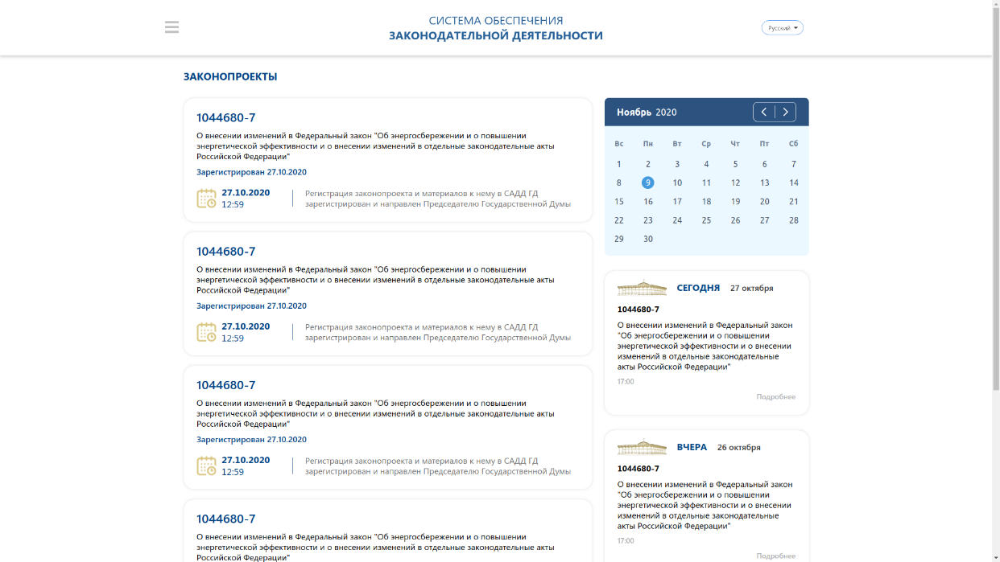 СИСТЕМА ОБЕСПЕЧЕНИЯ
ЗАКОНОДАТЕЛЬНОЙ ДЕЯТЕЛЬНОСТИ
Русский
ЗАКОНОПРОЕКТЫ
1044680-7
О внесении изменений в Федеральный закон "Об энергосбережении и о повышении
энергетической эффективности и о внесении изменений в отдельные законодательные акты
Российской Федерации"
Зарегистрирован 27.10.2020
27.10.2020
12:59
Регистрация законопроекта и материалов к нему в САДД ГД
зарегистрирован и направлен Председателю Государственной Думы
1044680-7
О внесении изменений в Федеральный закон "Об энергосбережении и о повышении
энергетической эффективности и о внесении изменений в отдельные законодательные акты
Российской Федерации"
Зарегистрирован 27.10.2020
27.10.2020
12:59
Регистрация законопроекта и материалов к нему в САДД ГД
зарегистрирован и направлен Председателю Государственной Думы
1044680-7
О внесении изменений в Федеральный закон "Об энергосбережении и о повышении
энергетической эффективности и о внесении изменений в отдельные законодательные акты
Российской Федерации"
Зарегистрирован 27.10.2020
27.10.2020
12:59
Регистрация законопроекта и материалов к нему в САДД ГД
зарегистрирован и направлен Председателю Государственной Думы
1044680-7
О внесении изменений в Федеральный закон "Об энергосбережении и о повышении
энергетической эффективности и о внесении изменений в отдельные законодательные акты
Российской Федерации"
Ноябрь 2020
Вс Пн Вт Ср Чт Пт Сб
1 2 3 4 5 6 7
8 9 10 11 12 13 14
15 16 17 18 19 20 21
22 23 24 25 26 27 28
29 30
СЕГОДНЯ 27 октября
1044680-7
О внесении изменений в Федеральный закон
"Об энергосбережении и о повышении
энергетической эффективности и о внесении
изменений в отдельные законодательные
акты Российской Федерации"
17:00
Подробнее
ВЧЕРА 26 октября
1044680-7
О внесении изменений в Федеральный закон
"Об энергосбережении и о повышении
энергетической эффективности и о внесении
изменений в отдельные законодательные
акты Российской Федерации"
17:00
Подробнее